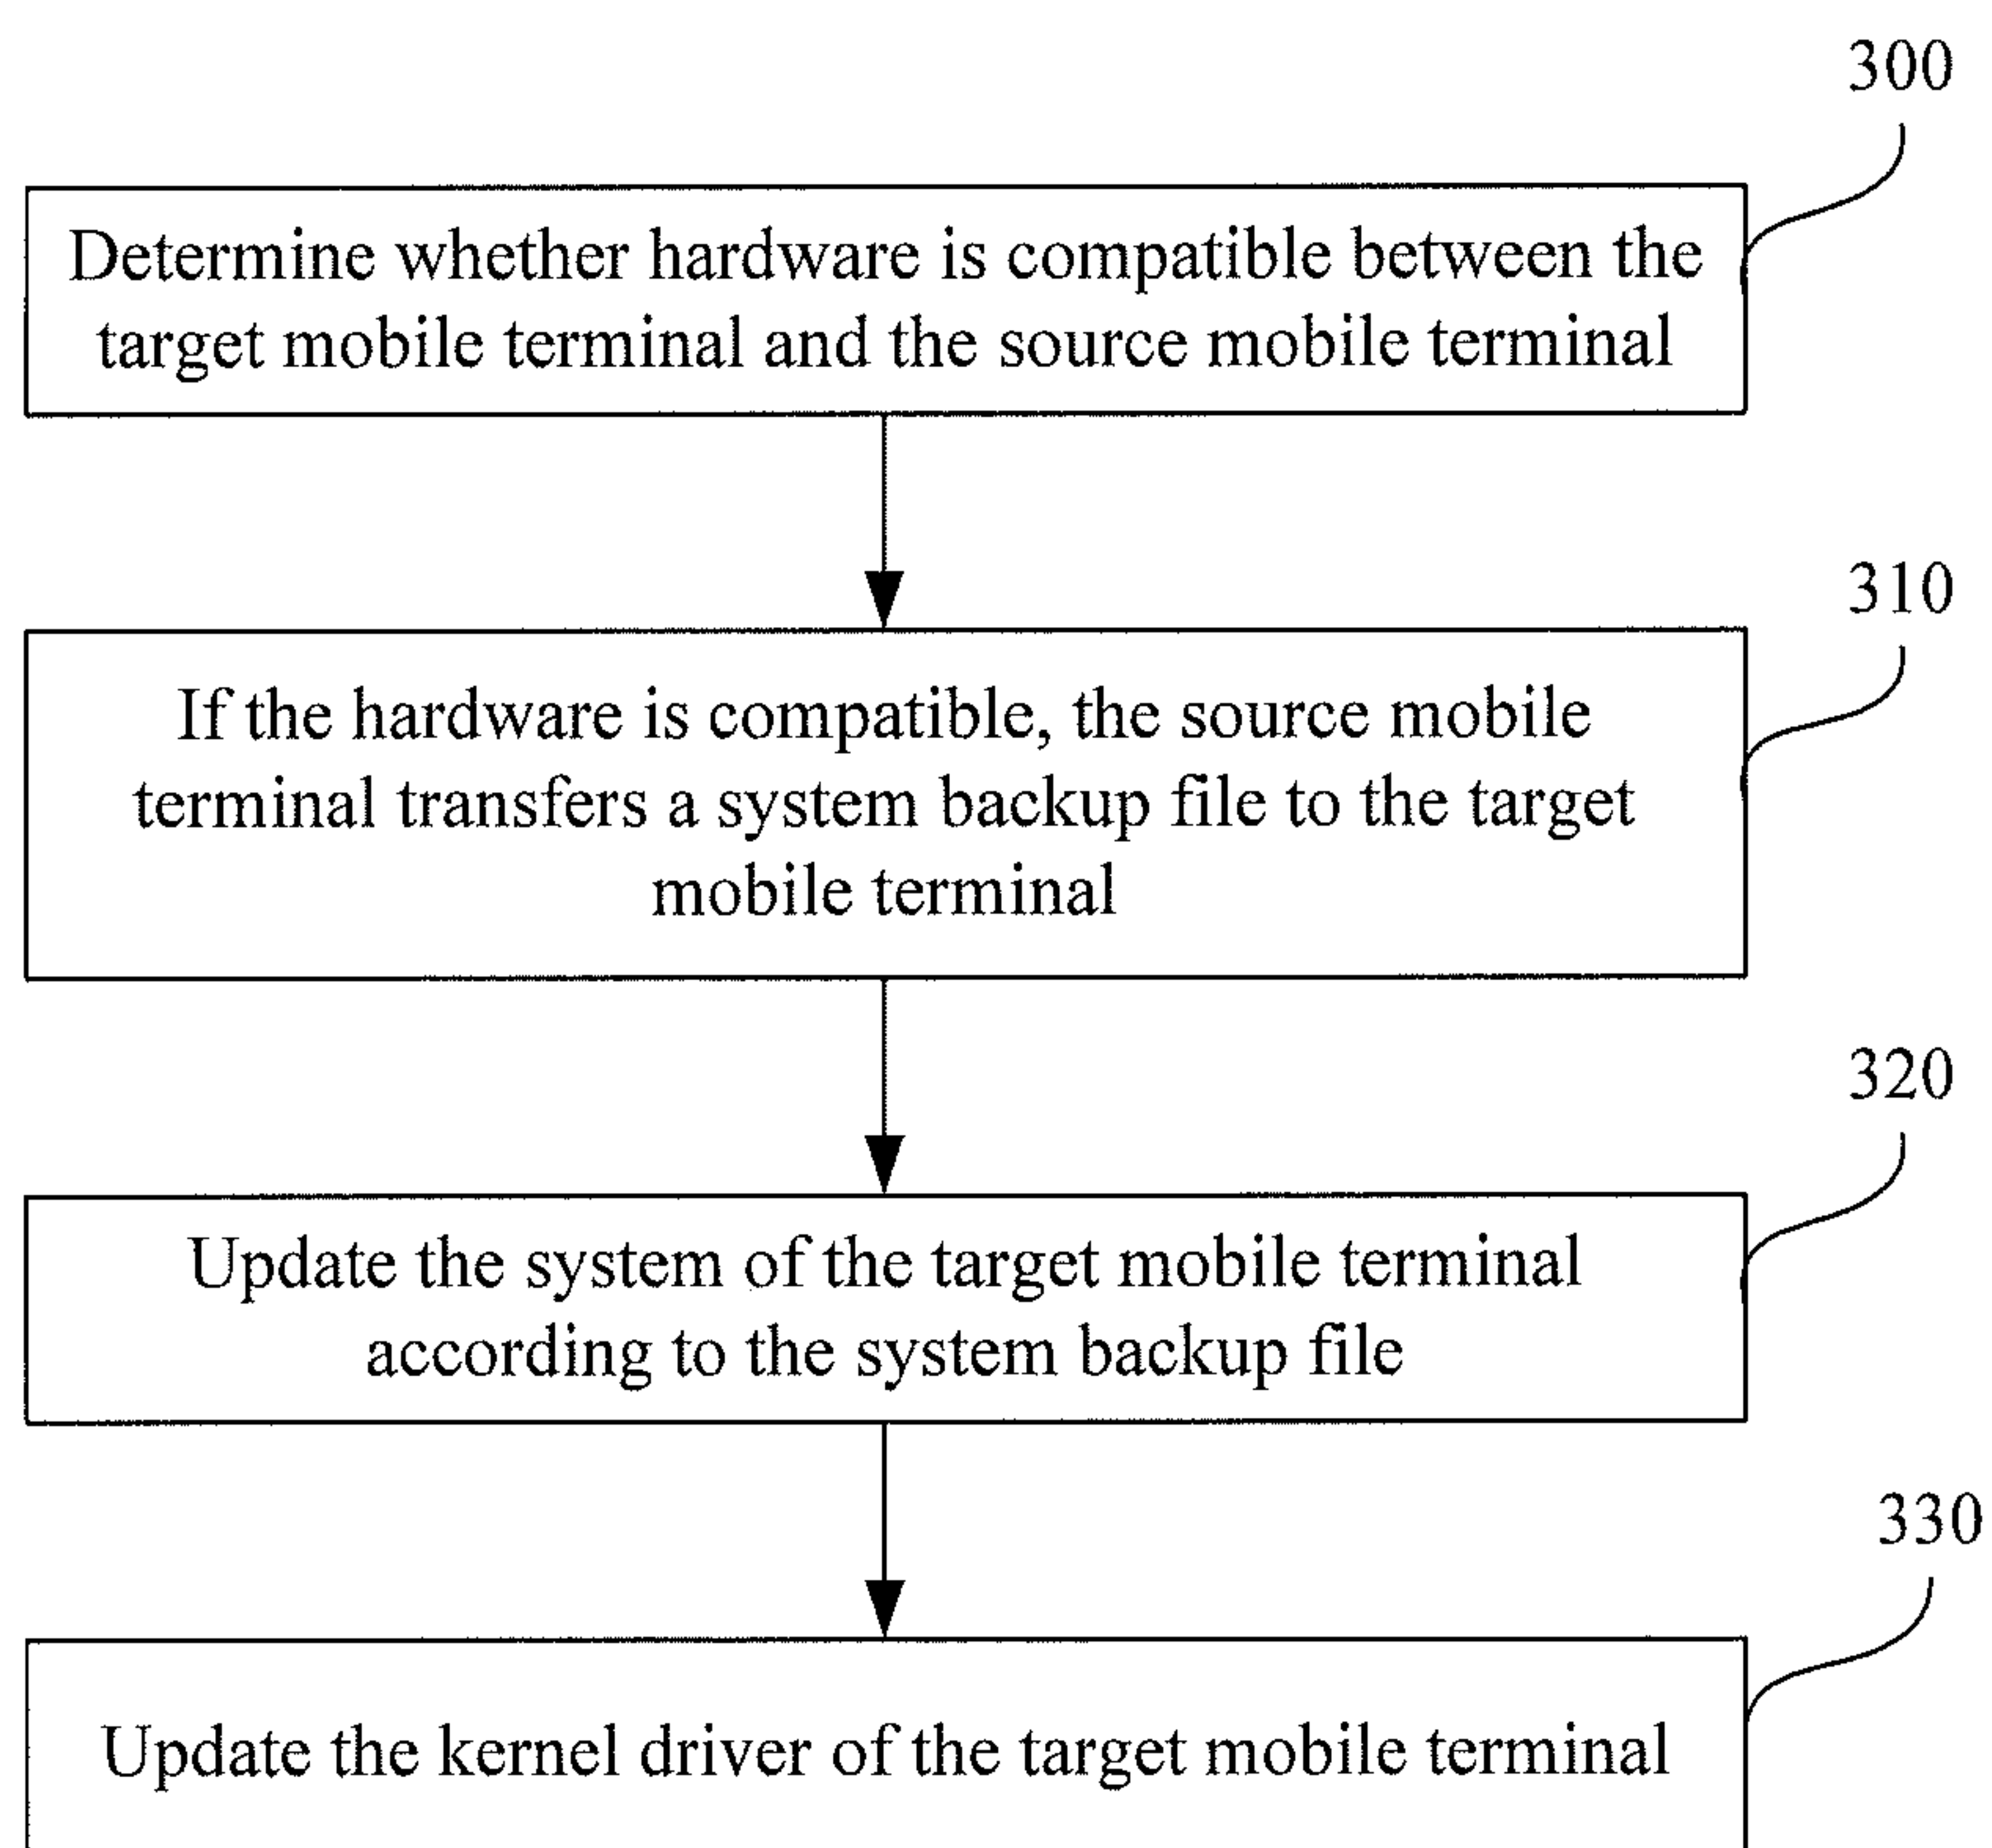 300
Determine whether hardware is compatible between the
target mobile terminal and the source mobile terminal
310
If the hardware is compatible, the source mobile
terminal transfers a system backup file to the target
mobile terminal
320
Update the system of the target mobile terminal
according to the system backup file
330
Update the kernel driver of the target mobile terminal